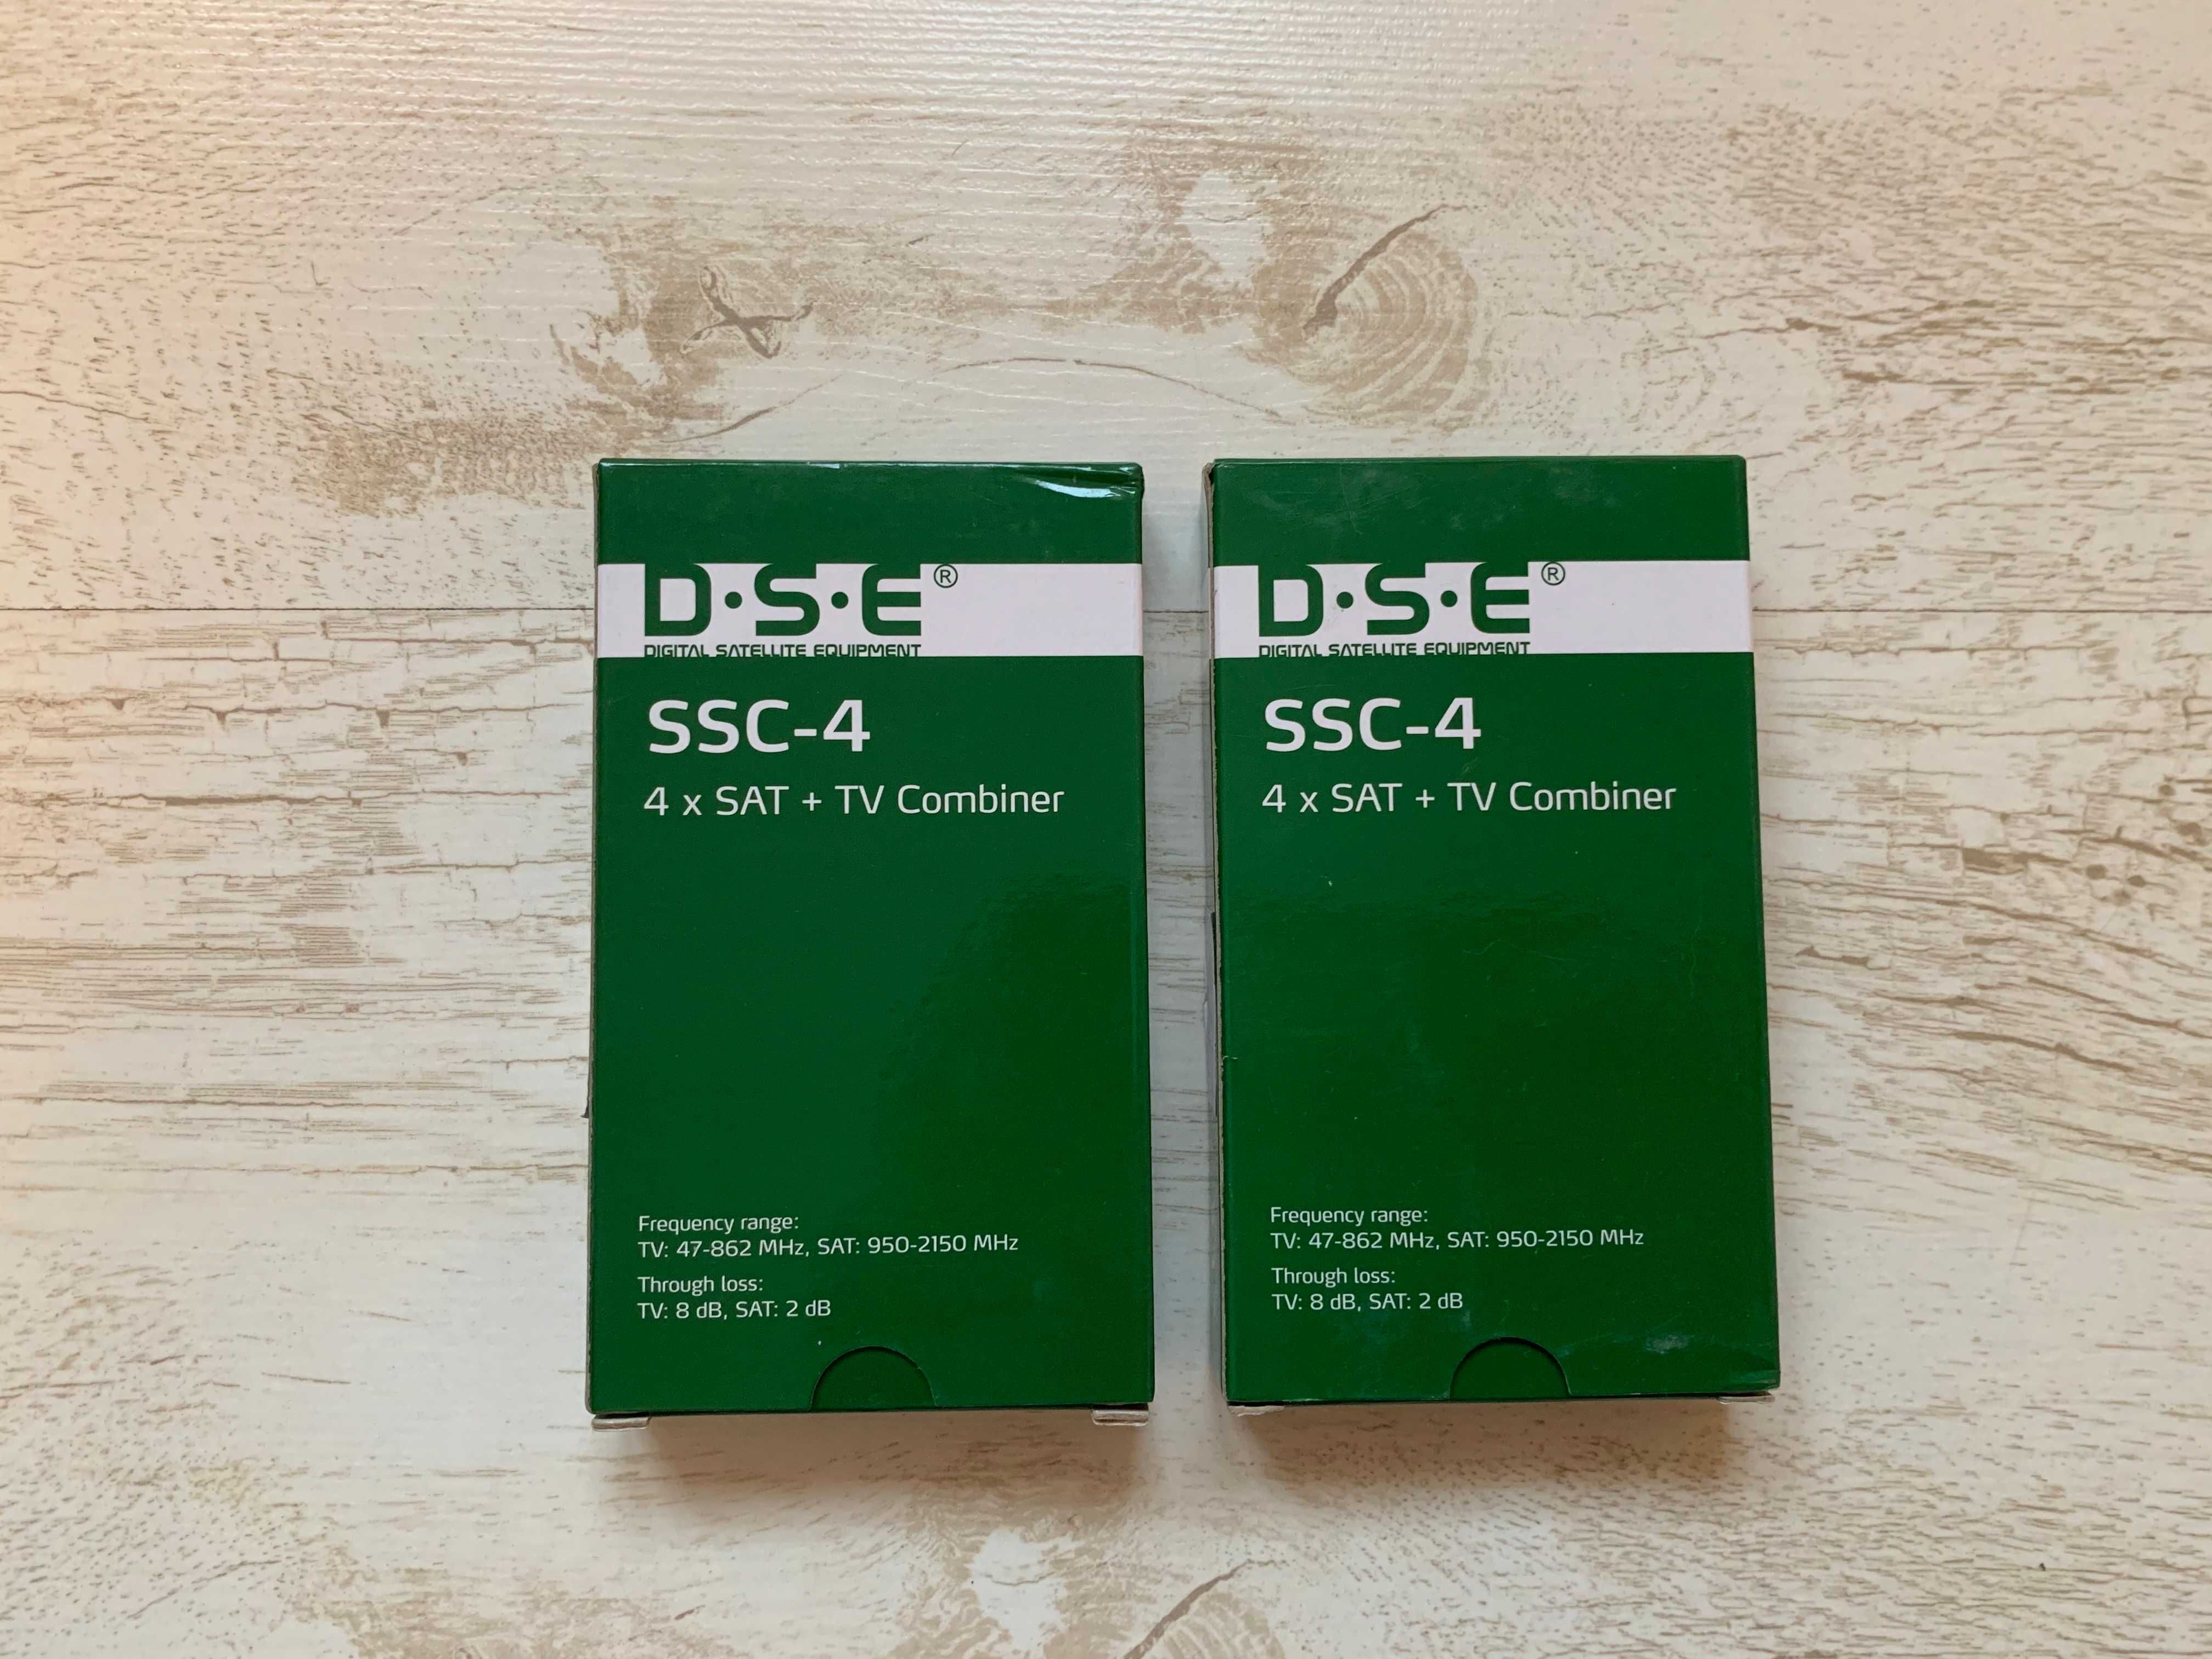 D·S·E®
DIGITAL SATELLITE EQUIPMENT
SSC-4
4 x SAT + TV Combiner
Frequency range:
TV: 47-862 MHz, SAT: 950-2150 MHz
Through loss:
TV: 8 dB, SAT: 2 dB
D·S·E®
DIGITAL SATELLITE EQUIPMENT
SSC-4
4 x SAT + TV Combiner
Frequency range:
TV: 47-862 MHz, SAT: 950-2150 MHz
Through loss:
TV: 8 dB, SAT: 2 dB